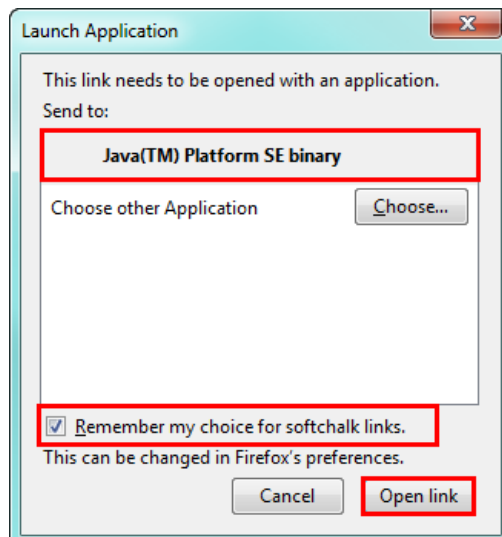 Launch Application
This link needs to be opened with an application.
Send to:
Java(TM) Platform SE binary
Choose other Application
Choose...
Remember my choice for softchalk links.
This can be changed in Firefox's preferences.
Cancel
Open link